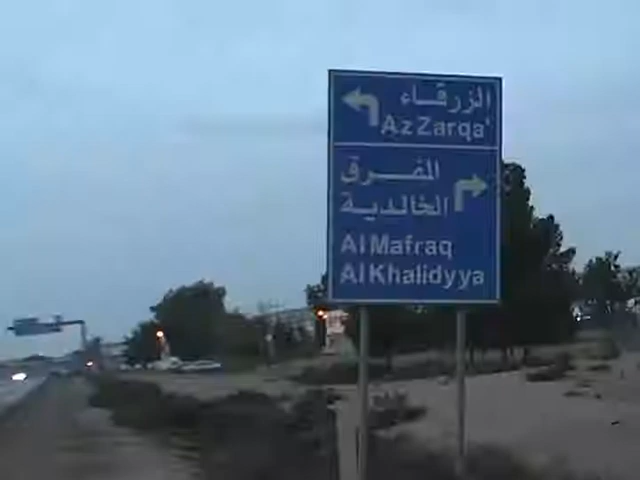 الزرقاء
Az Zarqa'
المفرق
الخالدية
Al Mafraq
Al Khalidyya